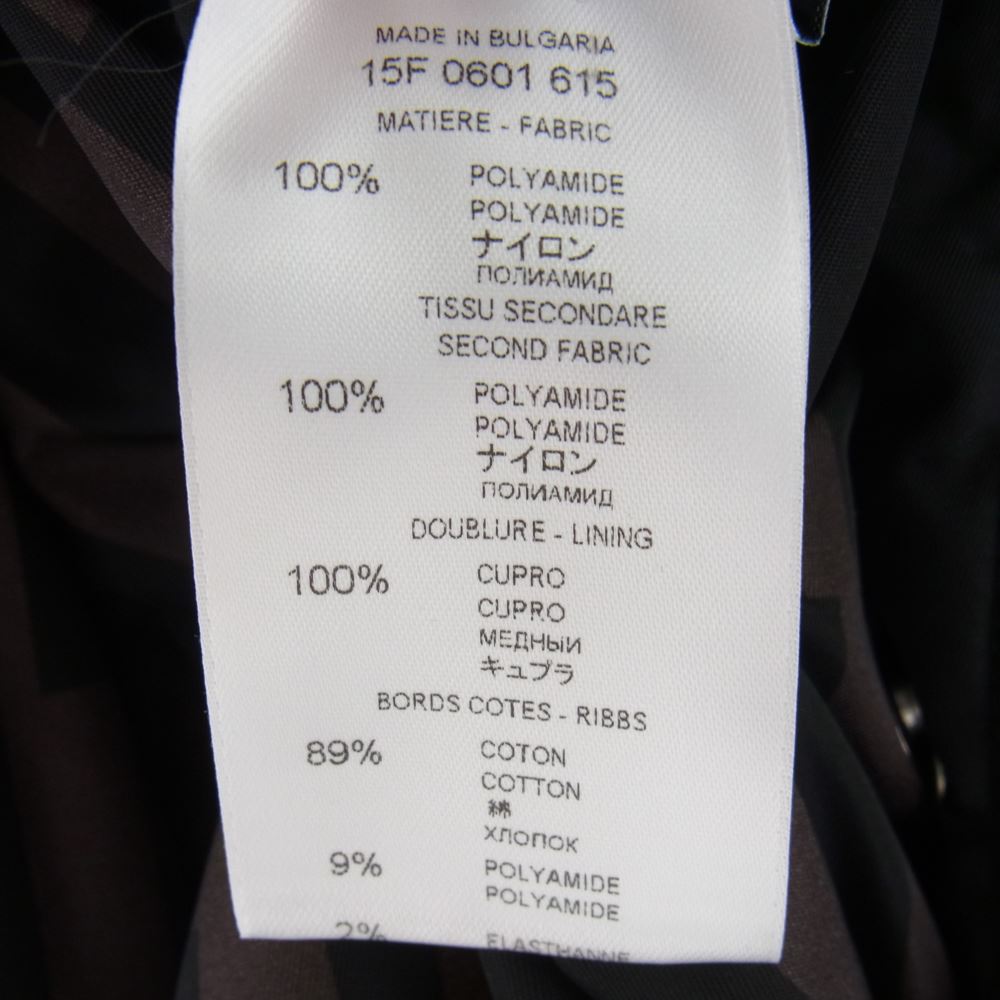 MADE IN BULGARIA
15F 0601 615
MATIERE - FABRIC
100% POLYAMIDE
POLYAMIDE
ナイロン
ПОЛИАМИД
TISSU SECONDARE
SECOND FABRIC
100% POLYAMIDE
POLYAMIDE
ナイロン
ПОЛИАМИД
DOUBLURE - LINING
100% CUPRO
CUPRO
МЕДНЫЙ
キュプラ
BORDS COTES - RIBBS
89% COTON
COTTON
綿
ХЛОПОК
9% POLYAMIDE
POLYAMIDE
2% ELASTHANNE